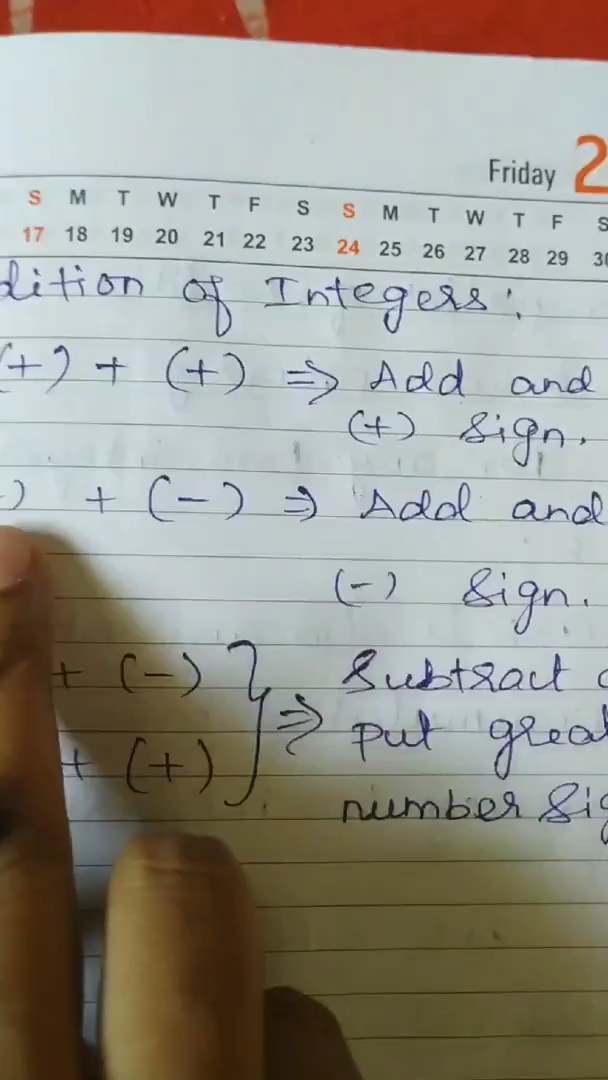 Friday 2
S M T W T F S S M T W T F S
17 18 19 20 21 22 23 24 25 26 27 28 29 30
dition of Integers:
(+) + (+) ⇒ Add and
(+) Sign.
-) + (-) ⇒ Add and
(-) Sign.
+ (-) } ⇒ Subtract
+ (+) put great
number Sig